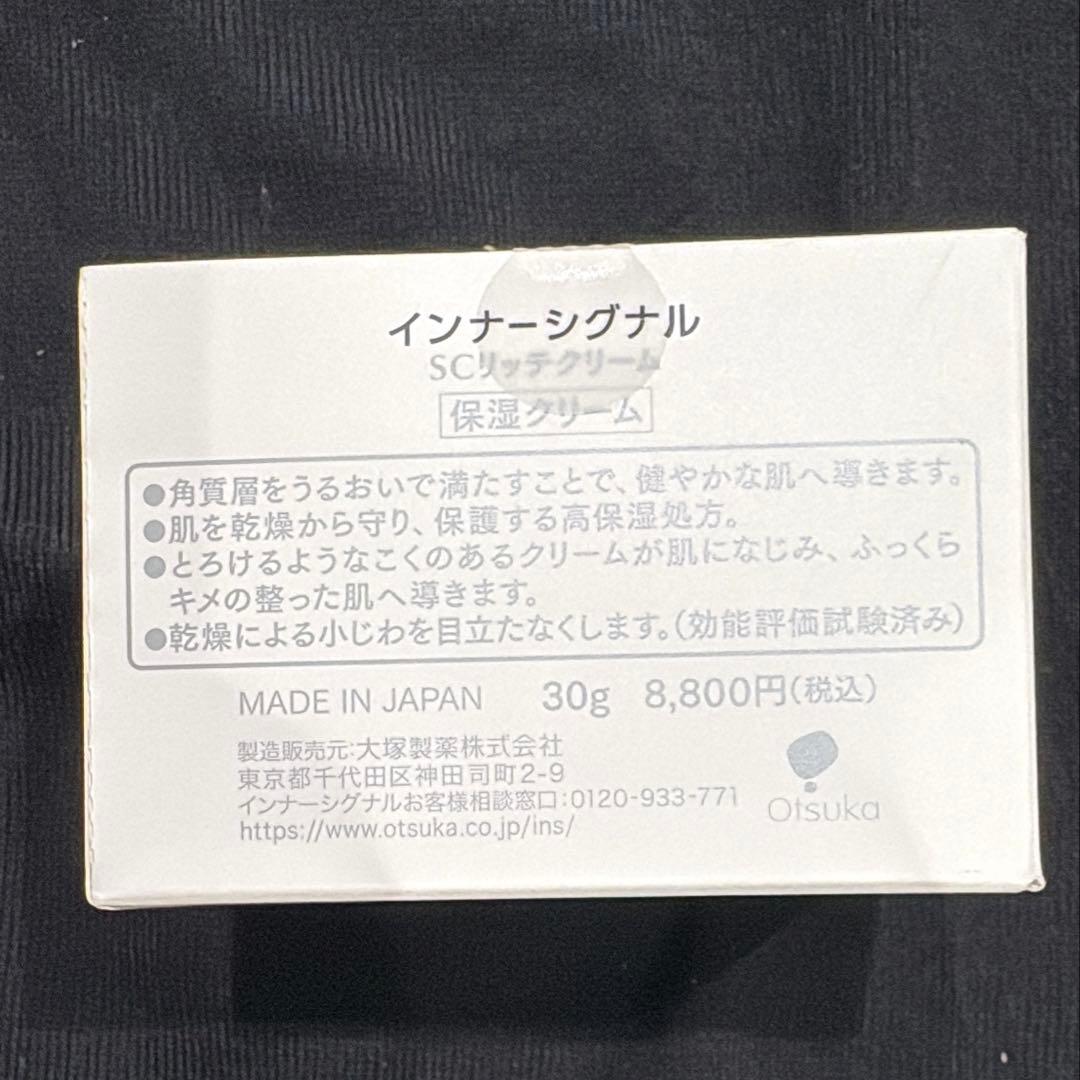 インナーシグナル
SCリッチクリーム
保湿クリーム
●角質層をうるおいで満たすことで、健やかな肌へ導きます。
●肌を乾燥から守り、保護する高保湿処方。
●とろけるようなこくのあるクリームが肌になじみ、ふっくら
キメの整った肌へ導きます。
●乾燥による小じわを目立たなくします。(効能評価試験済み)
MADE IN JAPAN 30g 8,800円(税込)
製造販売元:大塚製薬株式会社
東京都千代田区神田司町2-9
インナーシグナルお客様相談窓口:0120-933-771
https://www.otsuka.co.jp/ins/
Otsuka